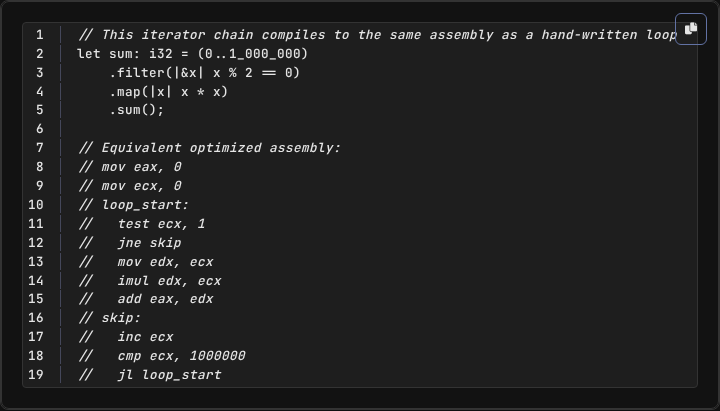 1 // This iterator chain compiles to the same assembly as a hand-written loop
2 let sum: i32 = (0..1_000_000)
3     .filter(|&x| x % 2 == 0)
4     .map(|x| x * x)
5     .sum();
6
7 // Equivalent optimized assembly:
8 // mov eax, 0
9 // mov ecx, 0
10 // loop_start:
11 //   test ecx, 1
12 //   jne skip
13 //   mov edx, ecx
14 //   imul edx, ecx
15 //   add eax, edx
16 // skip:
17 //   inc ecx
18 //   cmp ecx, 1000000
19 //   jl loop_start